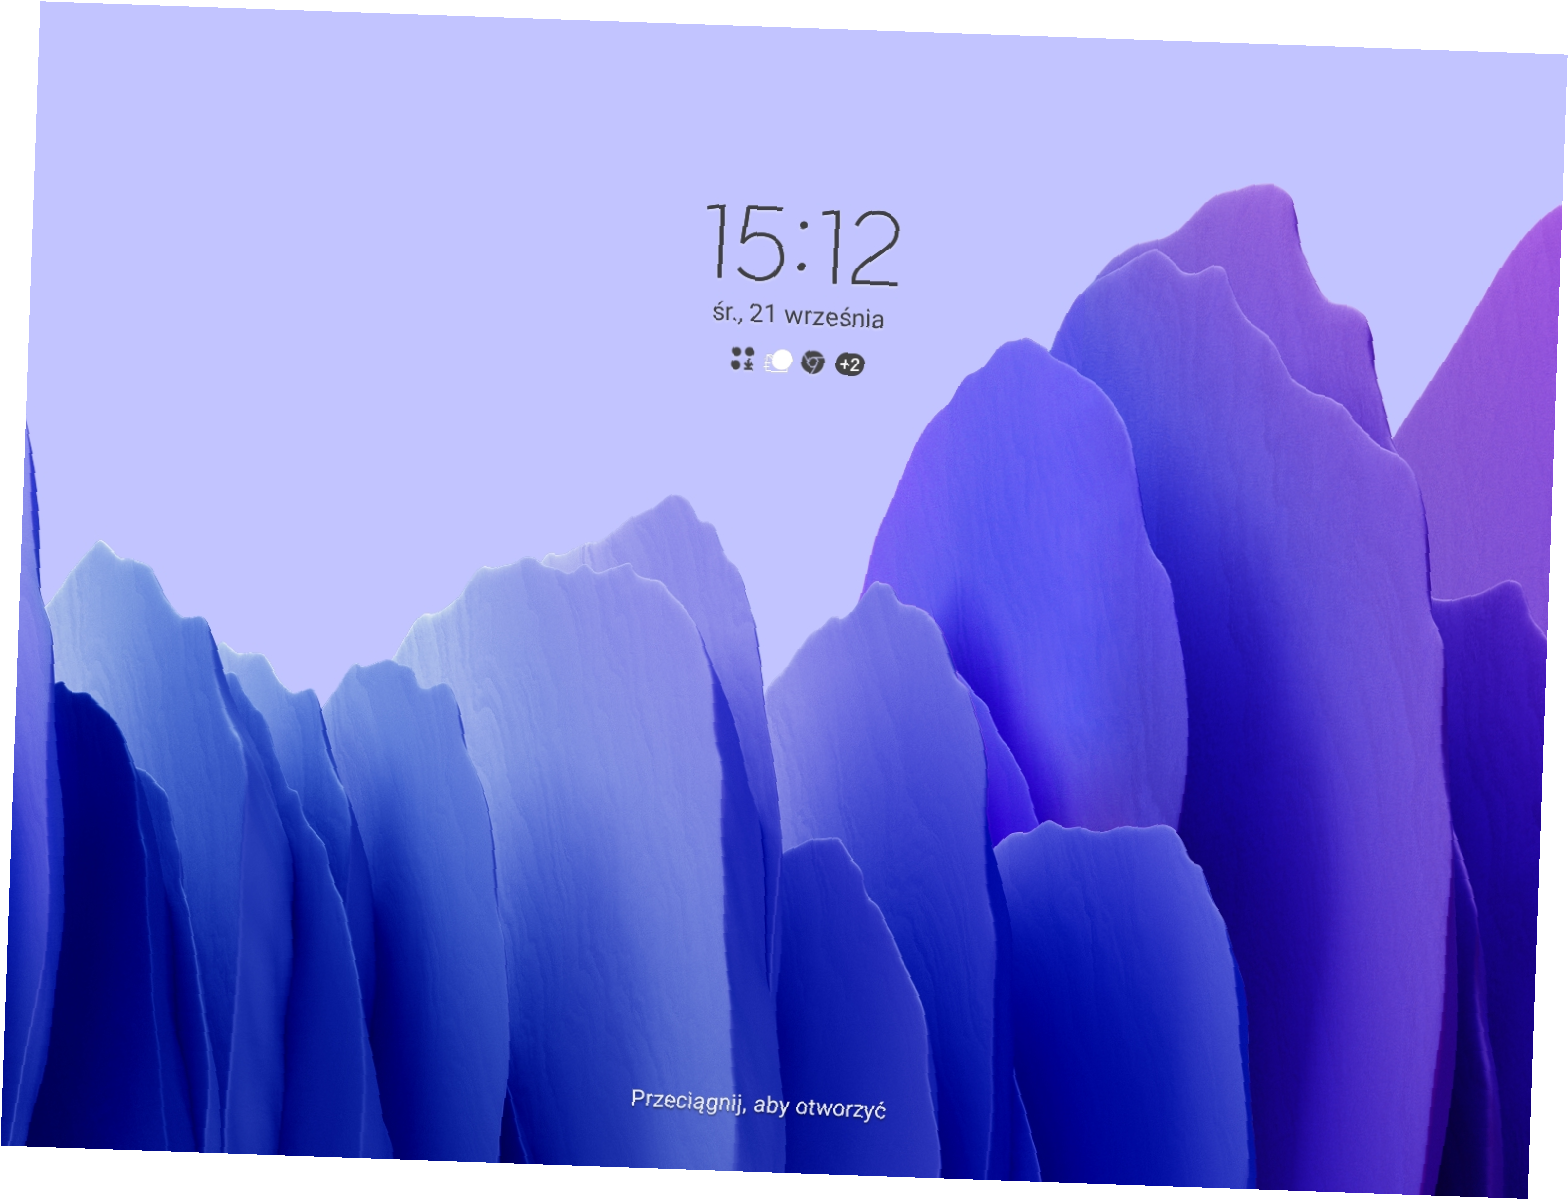 15:12
śr., 21 września
+2
Przeciągnij, aby otworzyć